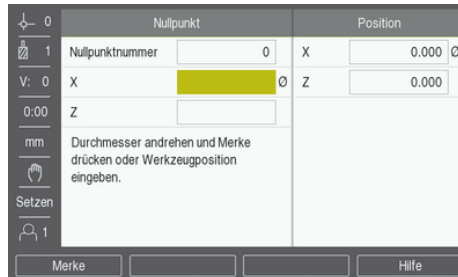 0 Nullpunkt Position
1 Nullpunktnummer 0 X 0.000 Ø
V: 0 X Ø Z 0.000
0:00 Z
mm Durchmesser andrehen und Merke
drücken oder Werkzeugposition
eingeben.
Setzen
1
Merke Hilfe